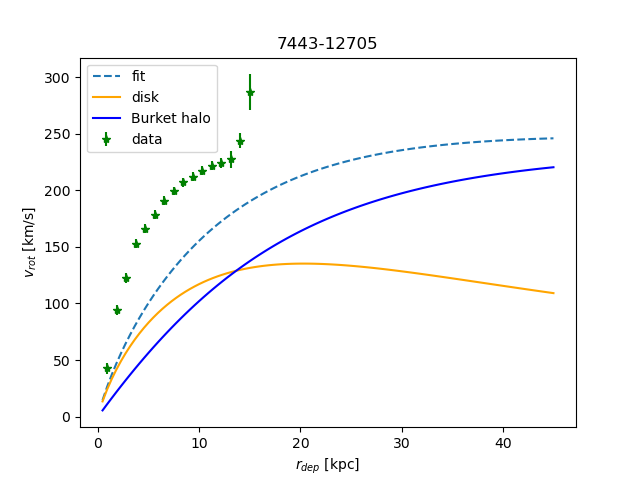 7443-12705
fit
disk
Burket halo
data
300
250
200
150
100
50
0
v_rot [km/s]
0 10 20 30 40
r_dep [kpc]